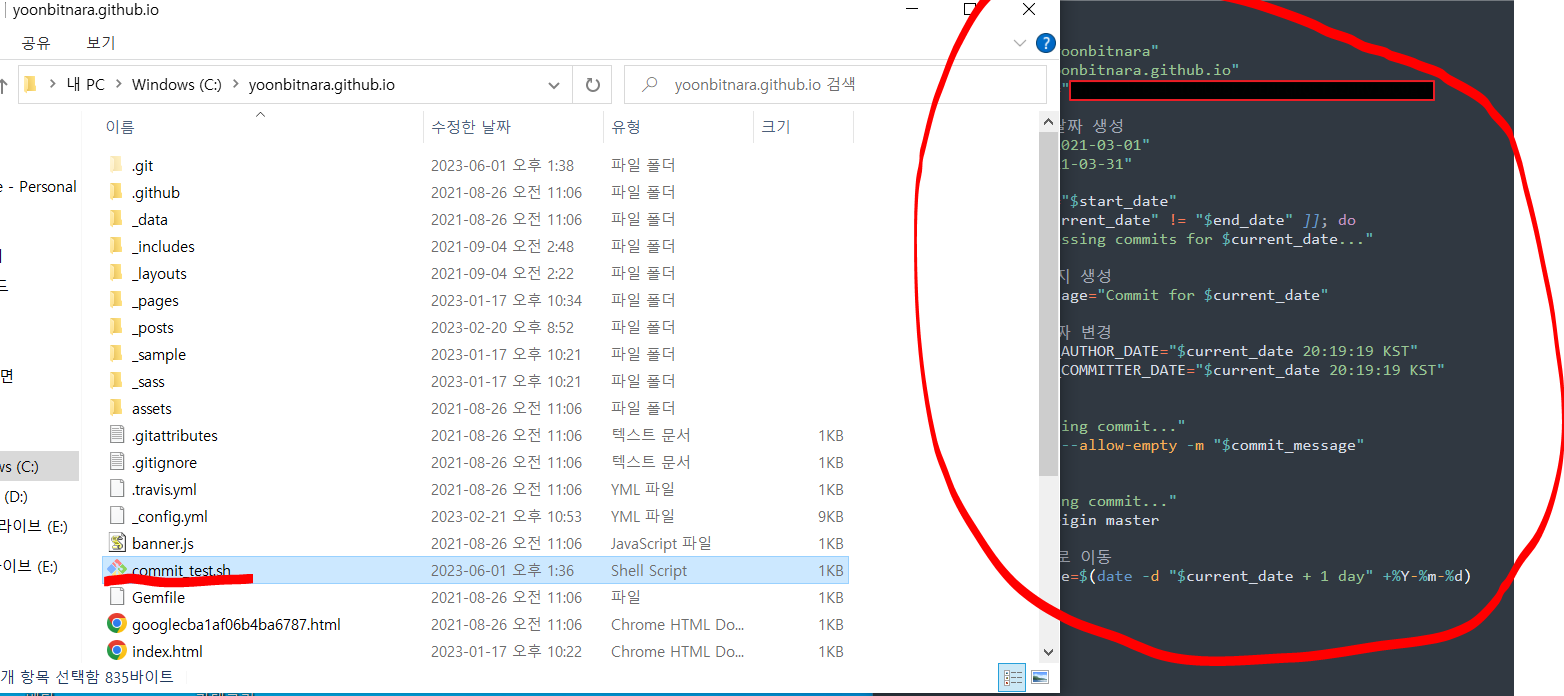 yoonbitnara.github.io
공유 보기
내 PC > Windows (C:) > yoonbitnara.github.io
yoonbitnara.github.io 검색
이름 수정한 날짜 유형 크기
.git 2023-06-01 오후 1:38 파일 폴더
.github 2021-08-26 오전 11:06 파일 폴더
_data 2021-08-26 오전 11:06 파일 폴더
_includes 2021-09-04 오전 2:48 파일 폴더
_layouts 2021-09-04 오전 2:22 파일 폴더
_pages 2023-01-17 오후 10:34 파일 폴더
_posts 2023-02-20 오후 8:52 파일 폴더
_sample 2023-01-17 오후 10:21 파일 폴더
_sass 2023-01-17 오후 10:21 파일 폴더
assets 2021-08-26 오전 11:06 파일 폴더
.gitattributes 2021-08-26 오전 11:06 텍스트 문서 1KB
.gitignore 2021-08-26 오전 11:06 텍스트 문서 1KB
.travis.yml 2021-08-26 오전 11:06 YML 파일 1KB
_config.yml 2023-02-21 오후 10:53 YML 파일 9KB
banner.js 2021-08-26 오전 11:06 JavaScript 파일 1KB
commit_test.sh 2023-06-01 오후 1:36 Shell Script 1KB
Gemfile 2021-08-26 오전 11:06 파일 1KB
googlecba1af06b4ba6787.html 2021-08-26 오전 11:06 Chrome HTML Do... 1KB
index.html 2023-01-17 오후 10:22 Chrome HTML Do... 1KB
개 항목 선택함 835바이트
e - Personal
드
면
ws (C:)
(D:)
라이브 (E:)
이브 (E:)
oonbitnara"
onbitnara.github.io"
"
날짜 생성
021-03-01"
1-03-31"
"$start_date"
rrent_date" != "$end_date" ]]; do
ssing commits for $current_date..."
지 생성
age="Commit for $current_date"
짜 변경
AUTHOR_DATE="$current_date 20:19:19 KST"
COMMITTER_DATE="$current_date 20:19:19 KST"
ing commit..."
--allow-empty -m "$commit_message"
ng commit..."
igin master
로 이동
e=$(date -d "$current_date + 1 day" +%Y-%m-%d)